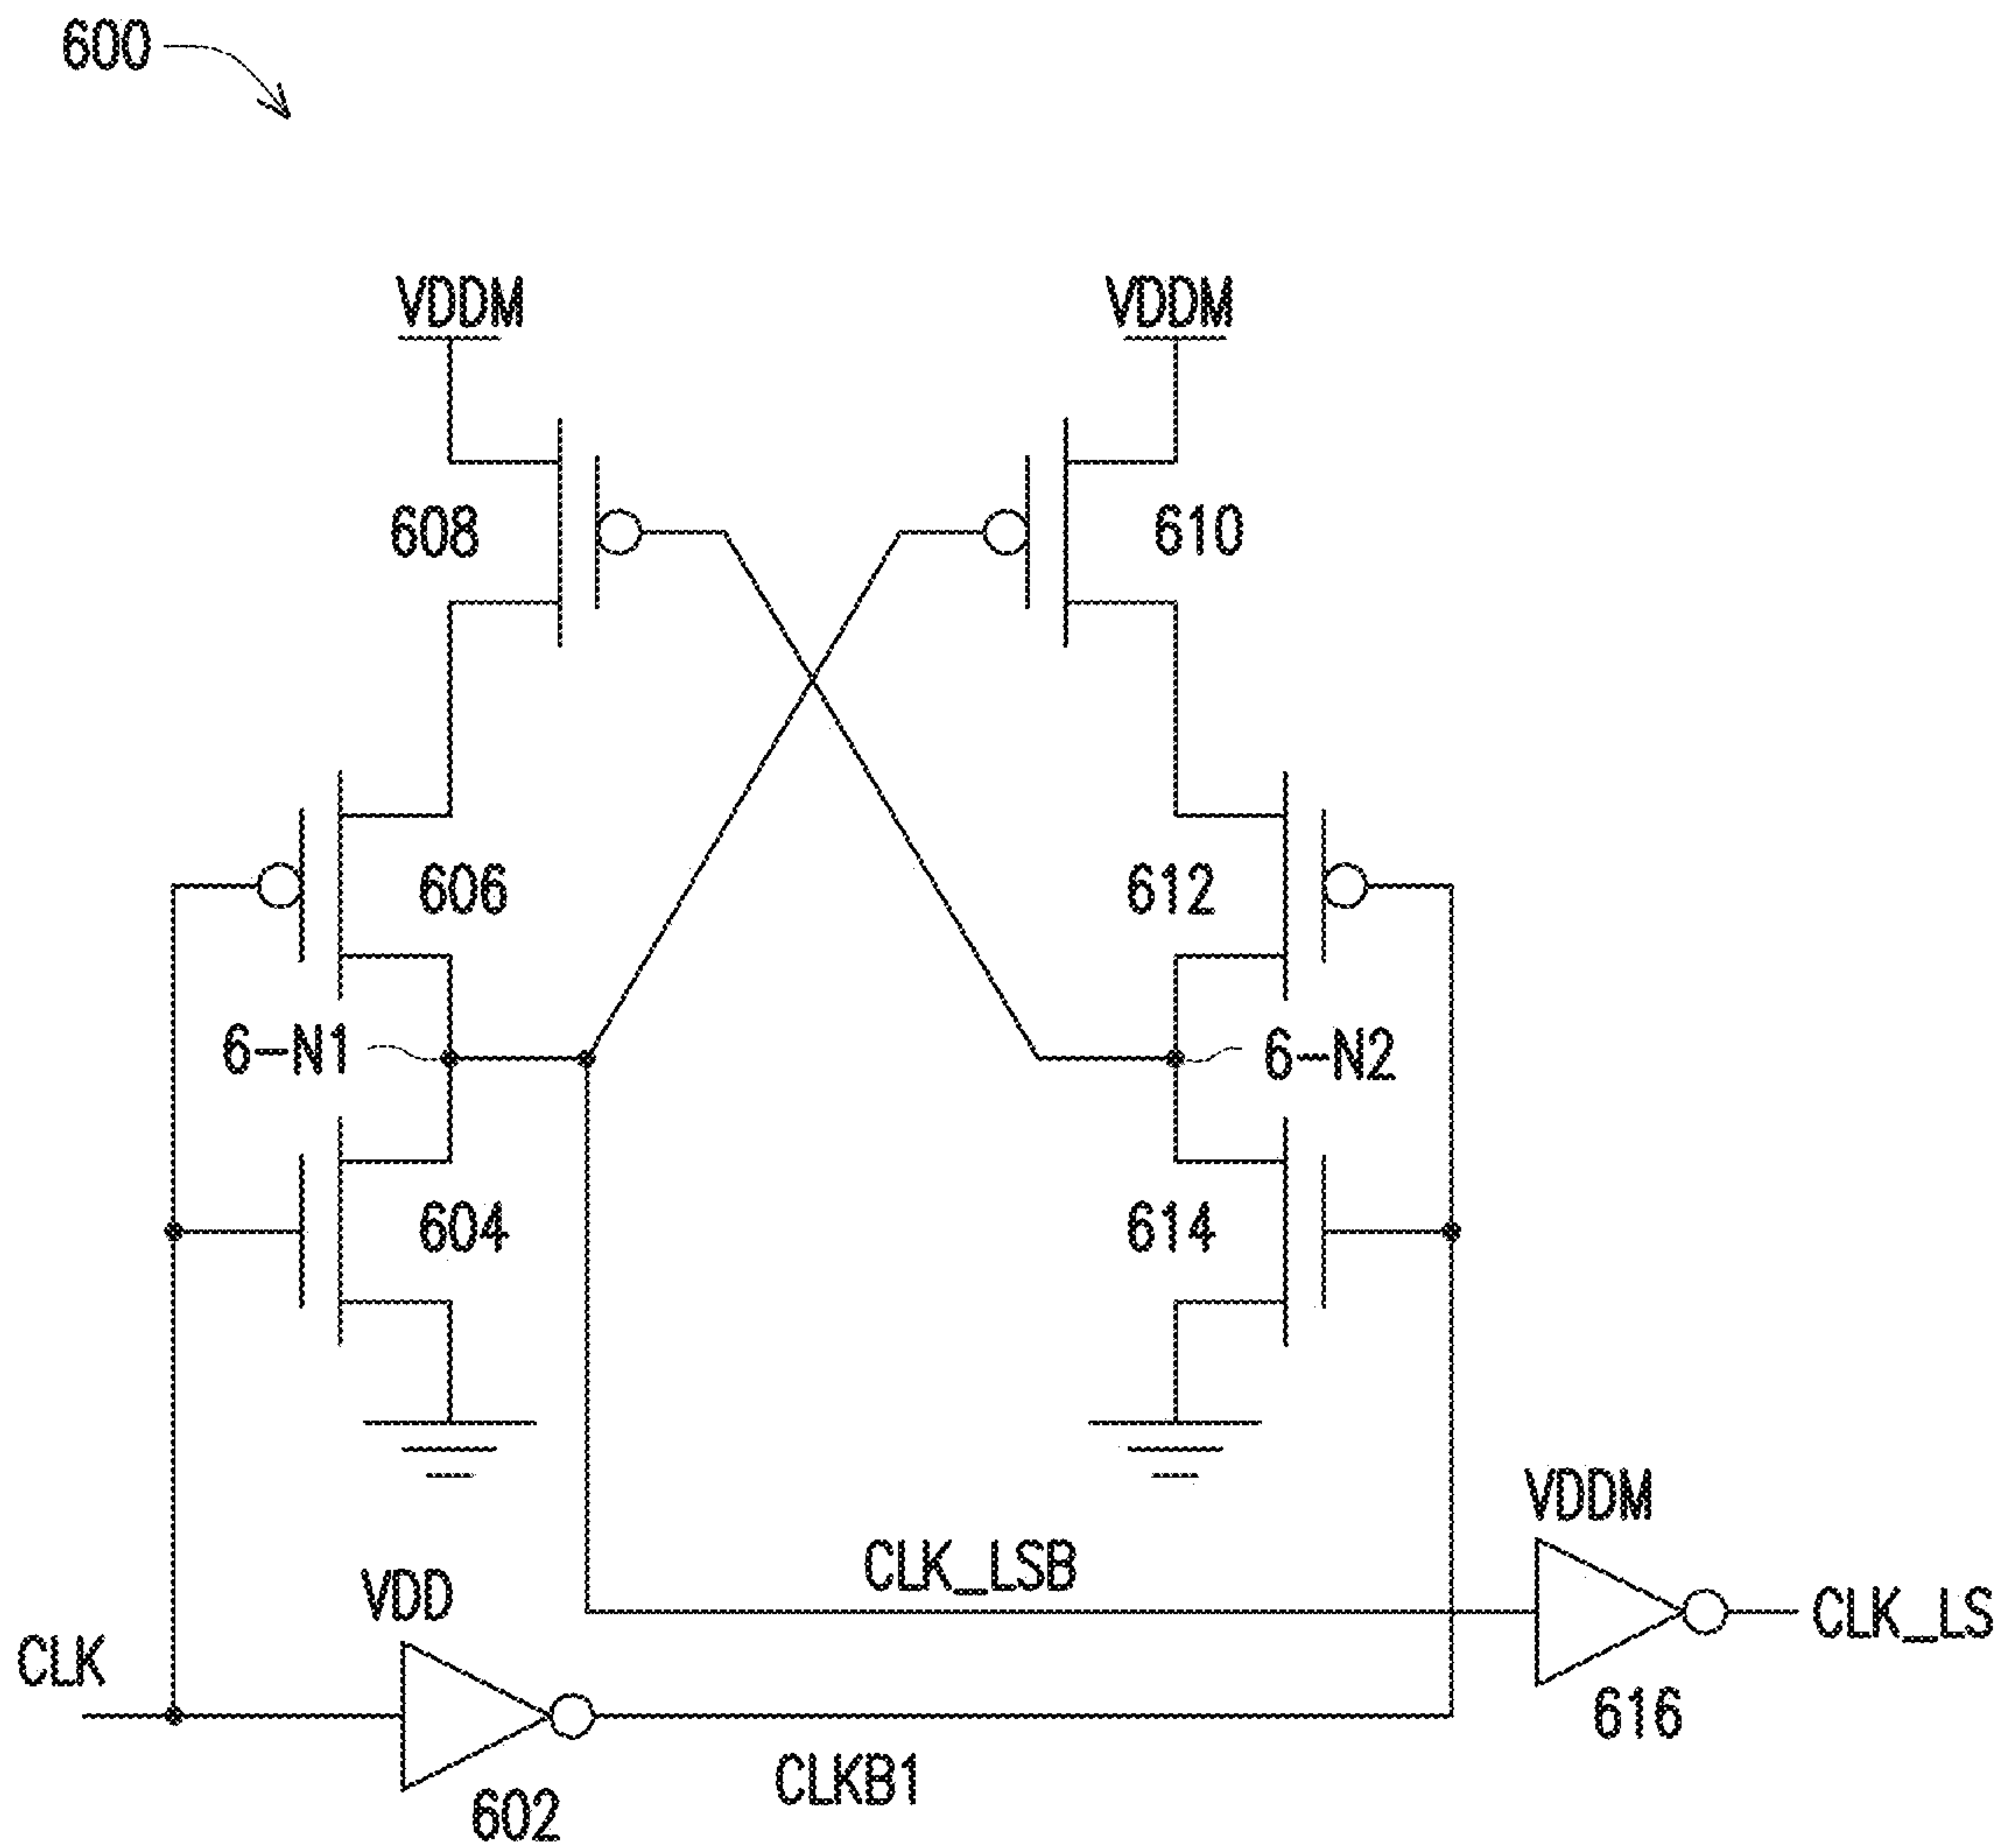 600
VDDM
VDDM
608
610
606
612
6-N1
6-N2
604
614
VDDM
CLK_LSB
VDD
CLK_LS
CLK
616
CLKB1
602